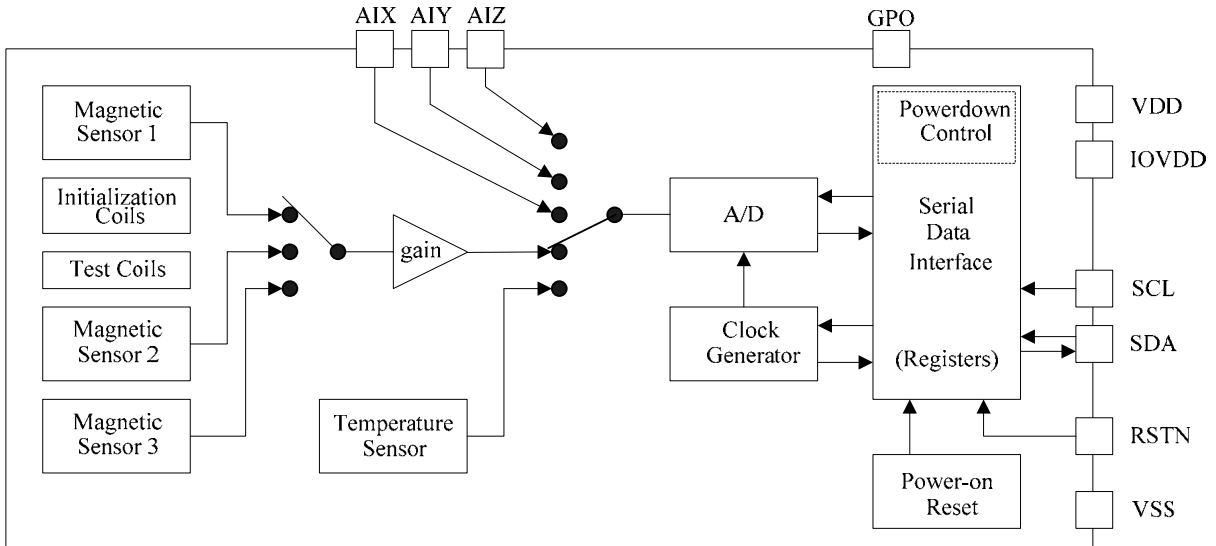 AIX AIY AIZ
GPO
Magnetic
Sensor 1
Initialization
Coils
Test Coils
Magnetic
Sensor 2
Magnetic
Sensor 3
gain
Temperature
Sensor
A/D
Clock
Generator
Powerdown
Control
Serial
Data
Interface
(Registers)
Power-on
Reset
VDD
IOVDD
SCL
SDA
RSTN
VSS